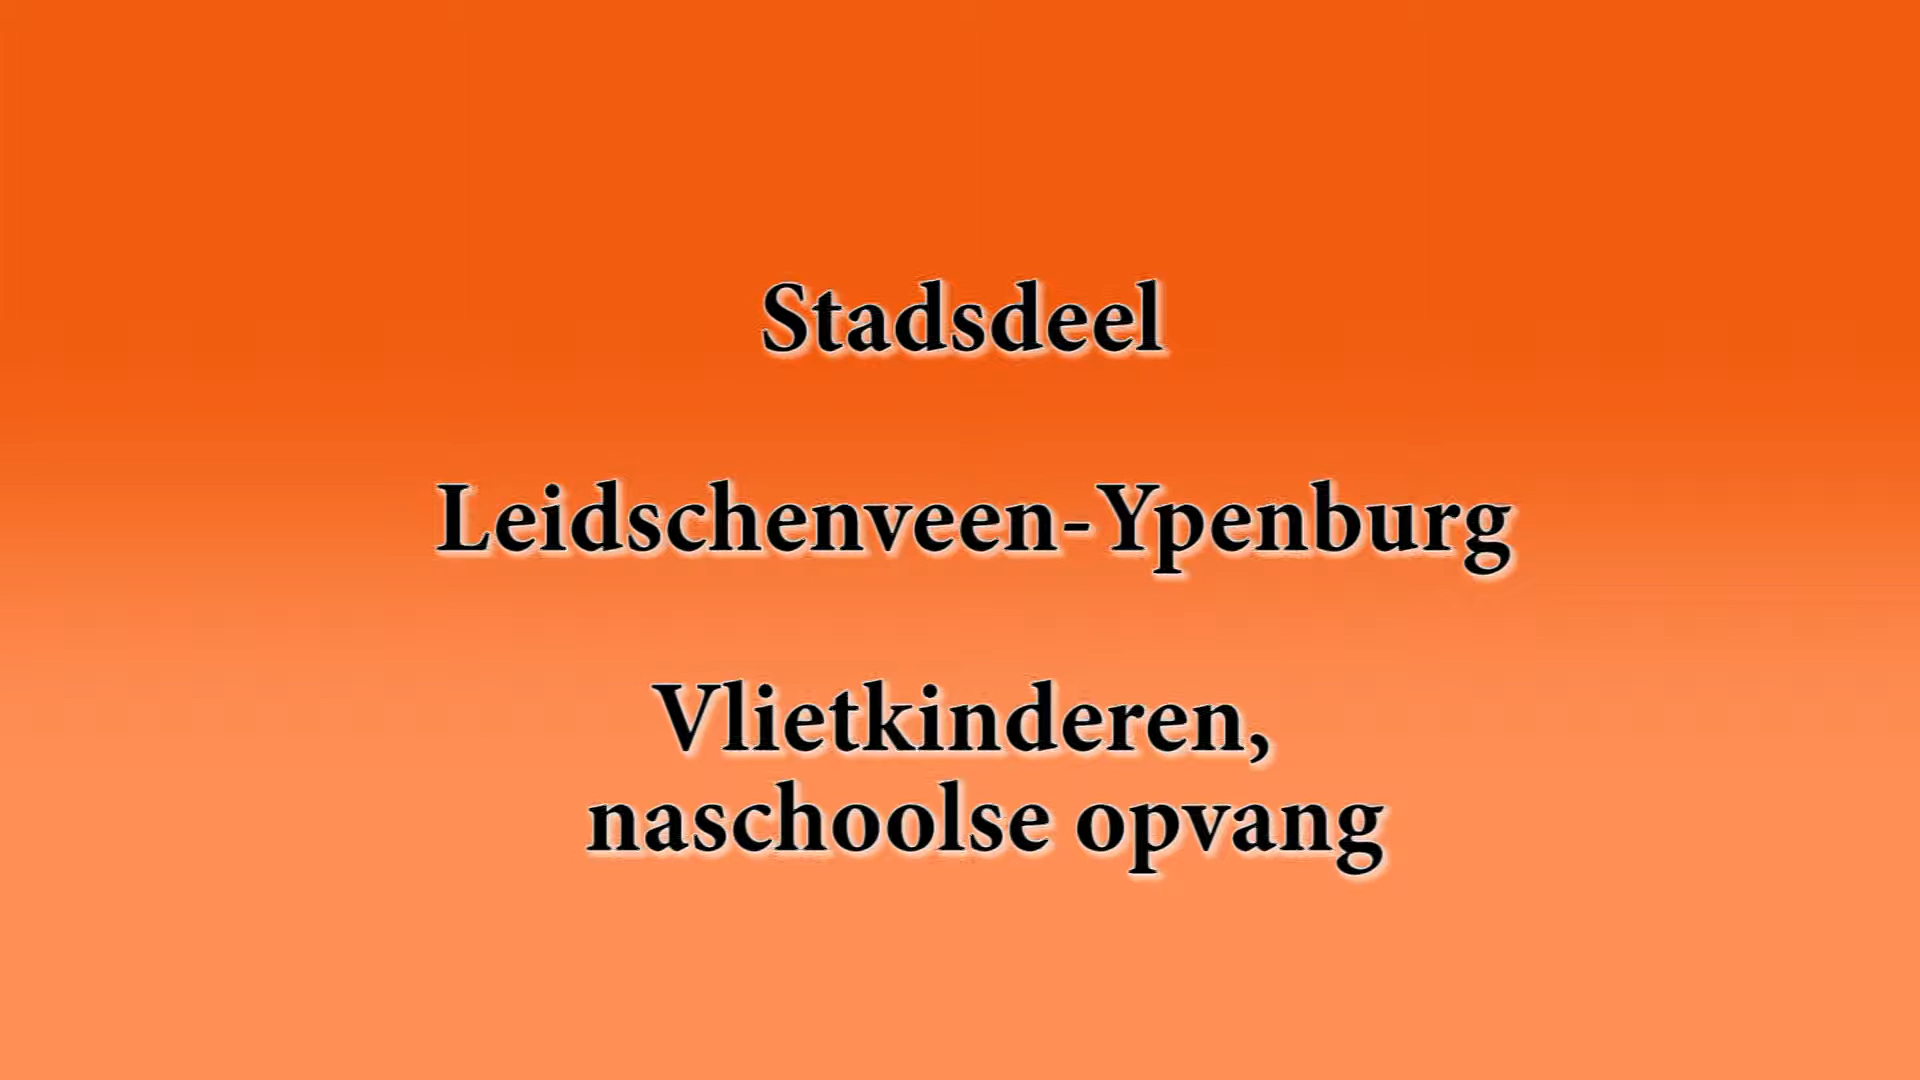 Stadsdeel
Leidschenveen-Ypenburg
Vlietkinderen,
naschoolse opvang